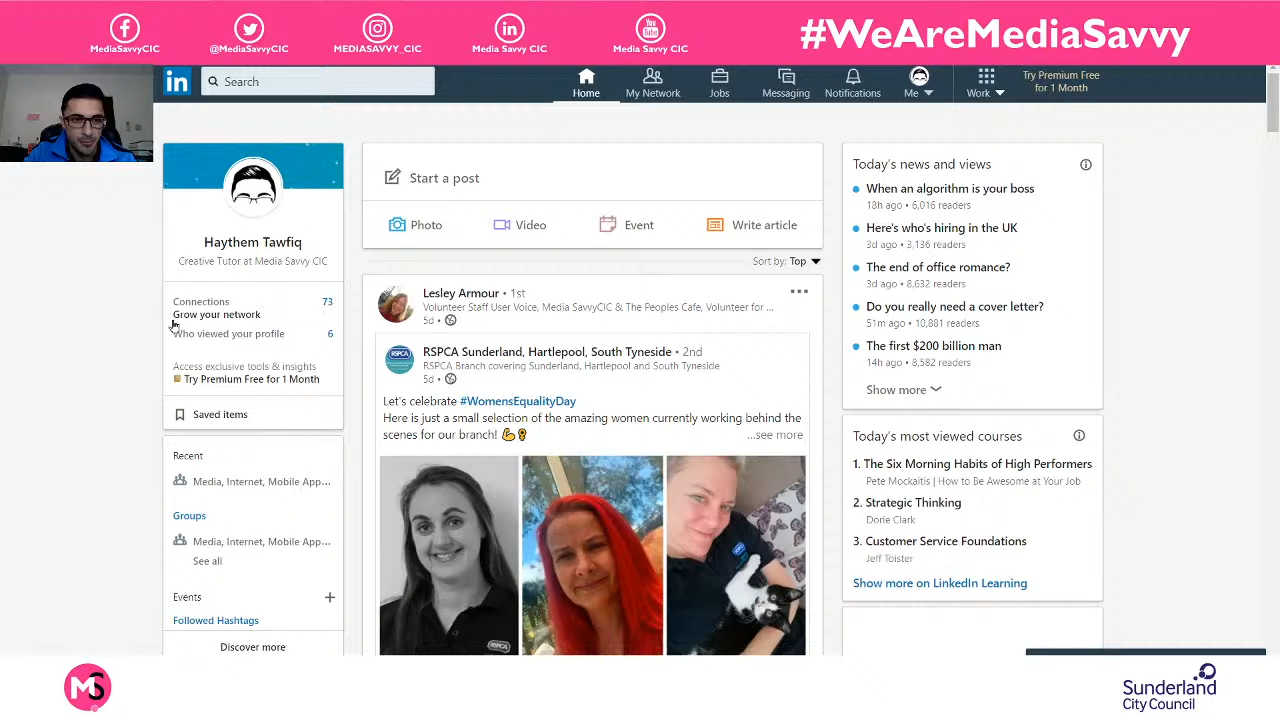 #WeAreMediaSavvy
MediaSavvyCIC
@MediaSavvyCIC
MEDIASAVVY_CIC
Media Savvy CIC
Media Savvy CIC
Search
Home
My Network
Jobs
Messaging
Notifications
Me
Work
Try Premium Free
for 1 Month
Haythem Tawfiq
Creative Tutor at Media Savvy CIC
Connections 73
Grow your network
Who viewed your profile 6
Access exclusive tools & insights
Try Premium Free for 1 Month
Saved items
Recent
Media, Internet, Mobile App...
Groups
Media, Internet, Mobile App...
See all
Events +
Followed Hashtags
Discover more
Start a post
Photo
Video
Event
Write article
Sort by: Top
Lesley Armour • 1st
Volunteer Staff User Voice, Media SavvyCIC & The Peoples Cafe, Volunteer for ...
5d •
RSPCA Sunderland, Hartlepool, South Tyneside • 2nd
RSPCA Branch covering Sunderland, Hartlepool and South Tyneside
5d •
Let's celebrate #WomensEqualityDay
Here is just a small selection of the amazing women currently working behind the
scenes for our branch! 💪🌻
...see more
RSPCA
Today's news and views
When an algorithm is your boss
18h ago • 6,016 readers
Here's who's hiring in the UK
3d ago • 3,136 readers
The end of office romance?
3d ago • 8,632 readers
Do you really need a cover letter?
51m ago • 10,881 readers
The first $200 billion man
14h ago • 8,582 readers
Show more
Today's most viewed courses
1. The Six Morning Habits of High Performers
Pete Mockaitis | How to Be Awesome at Your Job
2. Strategic Thinking
Dorie Clark
3. Customer Service Foundations
Jeff Toister
Show more on LinkedIn Learning
MS
Sunderland
City Council